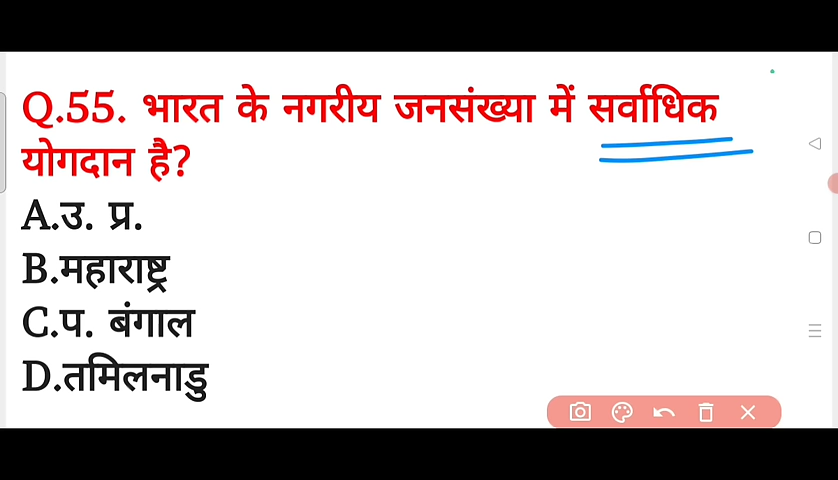 Q.55. भारत के नगरीय जनसंख्या में सर्वाधिक
योगदान है?
A.उ. प्र.
B.महाराष्ट्र
C.प. बंगाल
D.तमिलनाडु